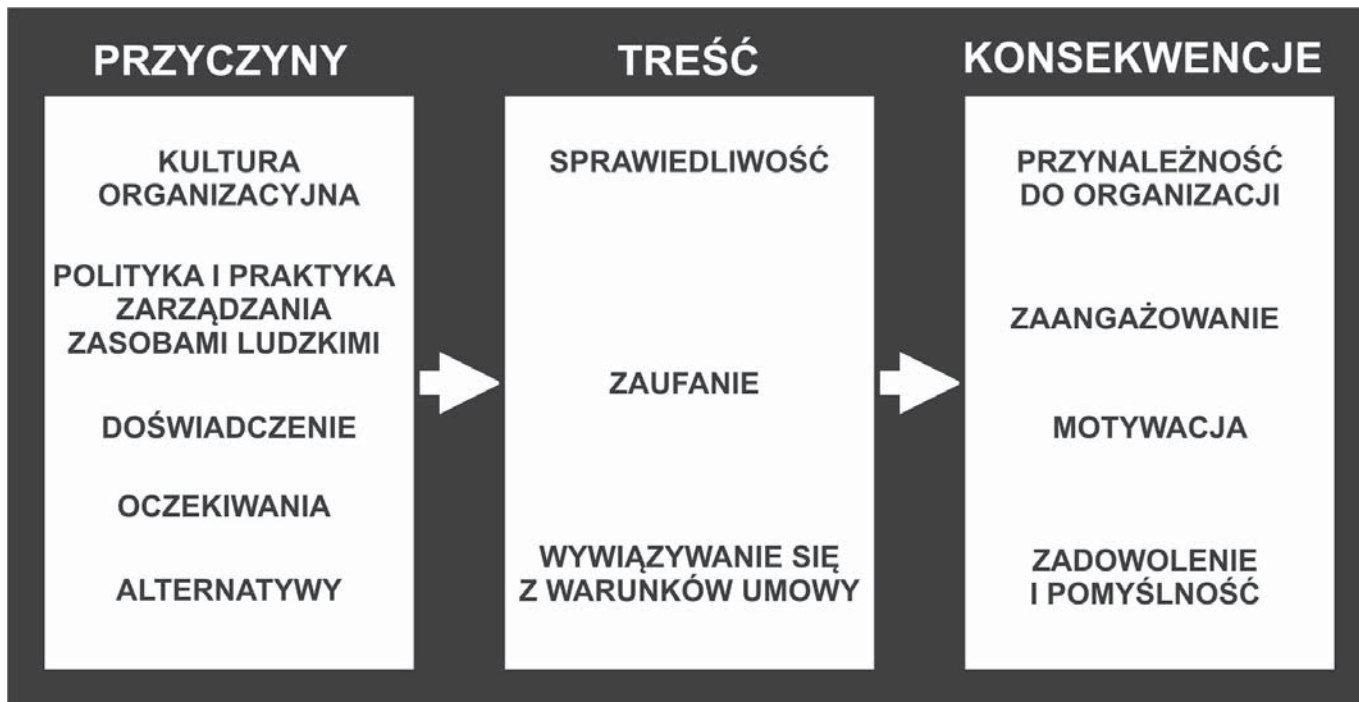 PRZYCZYNY
KULTURA
ORGANIZACYJNA
POLITYKA I PRAKTYKA
ZARZĄDZANIA
ZASOBAMI LUDZKIMI
DOŚWIADCZENIE
OCZEKIWANIA
ALTERNATYWY
TREŚĆ
SPRAWIEDLIWOŚĆ
ZAUFANIE
WYWIĄZYWANIE SIĘ
Z WARUNKÓW UMOWY
KONSEKWENCJE
PRZYNALEŻNOŚĆ
DO ORGANIZACJI
ZAANGAŻOWANIE
MOTYWACJA
ZADOWOLENIE
I POMYŚLNOŚĆ